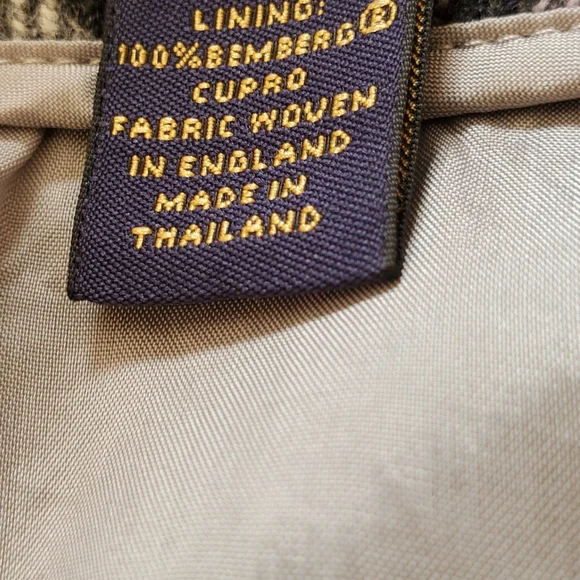 LINING:
100%BEMBERG®
CUPRO
FABRIC WOVEN
IN ENGLAND
MADE IN
THAILAND